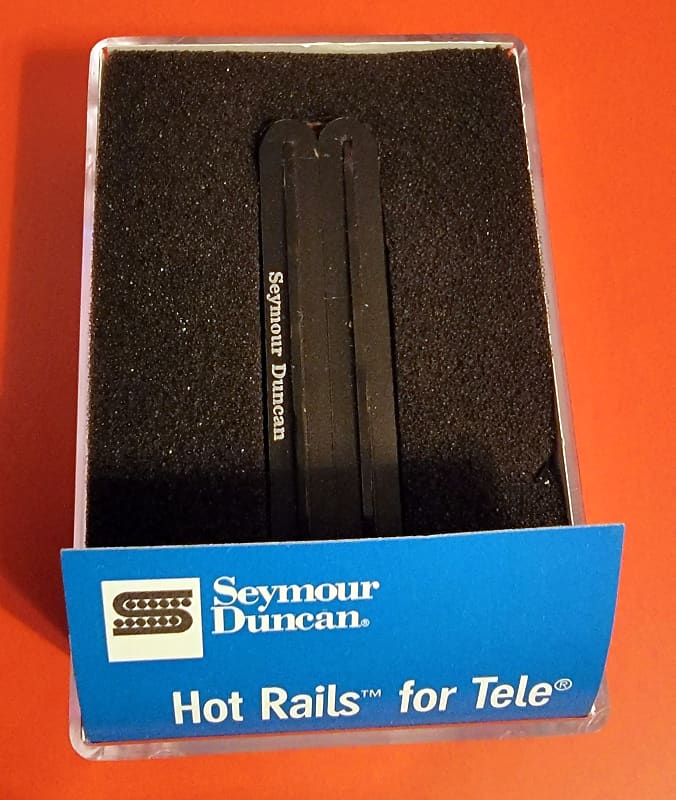 Seymour Duncan
Seymour
Duncan®
Hot Rails™ for Tele®